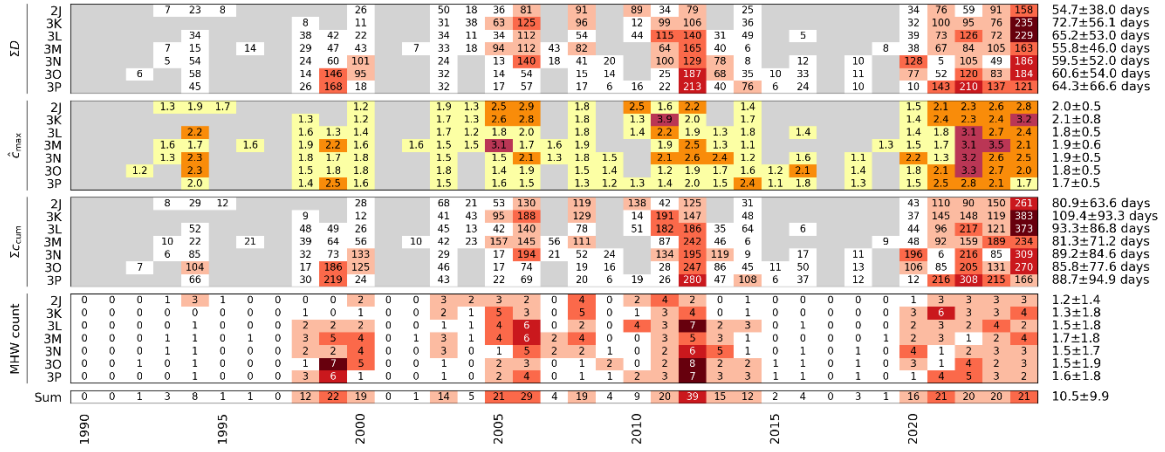 ΣD
2J 7 23 8 26 50 18 36 81 91 89 34 79 25 34 76 59 91 158 54.7±38.0 days
3K 8 11 31 38 63 125 96 12 99 106 31 32 100 95 76 235 72.7±56.1 days
3L 34 38 42 22 34 11 34 112 54 44 115 140 31 49 5 39 73 126 72 229 65.2±53.0 days
3M 7 15 14 29 47 43 7 33 18 94 112 43 82 64 165 40 6 8 38 67 84 105 163 55.8±46.0 days
3N 5 54 24 60 101 34 36 140 18 41 20 100 129 76 8 12 10 128 5 105 49 186 59.5±52.0 days
3O 6 58 14 146 95 32 14 54 14 15 25 187 68 35 10 33 11 77 52 120 83 184 60.6±54.0 days
3P 45 26 168 18 32 17 57 17 6 16 22 213 40 76 6 24 10 10 21 143 210 137 121 64.3±66.6 days
ĉmax
2J 1.3 1.9 1.7 1.2 1.9 1.3 2.5 2.9 1.8 2.5 1.6 2.2 1.4 1.5 2.1 2.3 2.6 2.8 2.0±0.5
3K 1.3 1.2 1.3 1.2 2.6 2.8 1.8 1.3 3.9 2.0 1.7 1.4 2.4 2.3 2.4 3.2 2.1±0.8
3L 2.2 1.6 1.3 1.4 1.7 1.2 1.8 2.0 1.8 1.1 2.2 1.9 1.3 1.8 1.4 1.4 1.8 3.1 2.7 2.4 1.8±0.5
3M 1.6 1.7 1.6 1.9 2.2 1.6 1.4 1.5 1.5 3.1 1.7 1.6 1.9 1.9 2.5 1.3 1.1 1.3 1.5 1.7 3.1 3.5 2.1 1.9±0.6
3N 1.3 2.3 1.8 1.7 1.8 1.5 1.5 2.1 1.3 1.9 1.5 2.1 2.6 2.4 1.2 1.6 1.1 2.2 1.3 3.2 2.6 2.5 1.9±0.5
3O 1.2 2.3 1.5 1.8 1.6 2.0 1.4 1.9 1.5 1.4 1.2 1.9 1.9 1.7 1.6 2.1 1.2 1.5 1.7 3.3 2.2 2.0 1.8±0.5
3P 2.0 1.4 2.5 1.6 1.5 1.6 1.5 1.3 1.2 1.3 1.4 2.0 1.5 2.4 1.1 1.8 1.3 1.5 2.1 2.5 2.8 2.1 1.7 1.7±0.5
Σccum
2J 8 29 12 28 68 21 53 130 119 138 42 125 31 43 110 90 150 261 80.9±63.6 days
3K 9 12 41 43 95 188 129 14 191 147 48 37 145 148 119 383 109.4±93.3 days
3L 52 48 49 26 45 13 42 140 78 51 182 186 35 64 6 44 96 217 121 373 93.3±86.8 days
3M 10 22 21 39 64 56 10 42 23 157 145 56 111 87 242 46 6 9 48 92 159 189 234 81.3±71.2 days
3N 6 85 32 73 133 45 46 194 21 52 24 134 195 119 9 17 10 196 6 216 85 309 89.2±84.6 days
3O 7 104 17 186 125 46 17 74 19 16 28 247 86 45 11 50 13 86 68 205 131 270 85.8±77.6 days
3P 66 30 219 24 43 22 69 20 6 19 26 280 47 108 6 37 12 12 31 216 308 215 166 88.7±94.9 days
MHW count
2J 0 0 0 1 3 1 0 0 0 0 2 0 0 3 2 3 2 0 4 0 2 4 2 0 1 0 0 0 0 0 1 3 3 3 3 1.2±1.4
3K 0 0 0 0 0 0 0 0 1 0 1 0 0 2 1 5 3 0 5 0 1 3 4 0 1 0 0 0 0 0 3 6 3 3 4 1.3±1.8
3L 0 0 0 0 1 0 0 0 2 2 2 0 0 2 1 4 6 0 2 0 4 3 7 2 2 0 1 0 0 0 3 2 3 4 2 1.5±1.8
3M 0 0 0 1 1 0 1 0 3 5 4 0 1 2 1 4 6 2 4 0 0 3 5 3 1 0 0 0 0 1 3 3 2 2 3 1.7±1.8
3N 0 0 0 1 1 0 0 0 2 3 4 0 0 3 0 1 5 2 2 1 0 2 6 5 0 1 1 0 1 0 4 1 2 3 2 1.5±1.7
3O 0 0 1 0 1 0 0 0 1 7 5 0 0 1 0 2 3 0 1 2 0 2 8 2 3 1 1 0 1 0 2 1 4 2 3 1.5±1.9
3P 0 0 0 0 1 0 0 0 3 6 1 0 0 1 0 2 4 0 1 1 2 3 7 3 3 1 1 0 1 1 1 4 5 3 2 1.6±1.8
Sum 0 0 1 3 8 1 1 0 12 22 19 0 1 14 5 21 29 4 19 4 9 20 39 15 12 2 4 0 3 1 16 21 20 20 21 10.5±9.9
1990 1995 2000 2005 2010 2015 2020